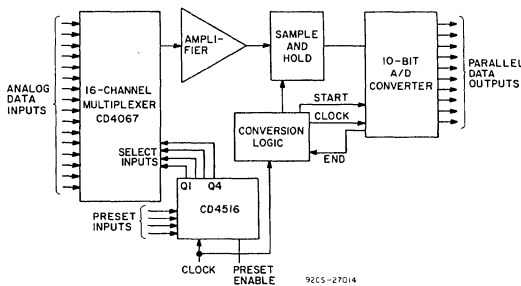 ANALOG
DATA
INPUTS
16-CHANNEL
MULTIPLEXER
CD4067
AMPLI-
FIER
SAMPLE
AND
HOLD
10-BIT
A/D
CONVERTER
PARALLEL
DATA
OUTPUTS
START
CLOCK
END
CONVERSION
LOGIC
SELECT
INPUTS
Q1 Q4
CD4516
PRESET
INPUTS
CLOCK
PRESET
ENABLE
92CS-27014